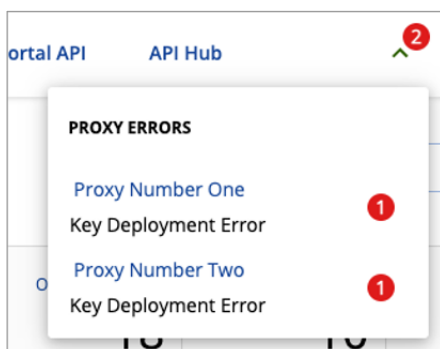 ortal API API Hub 2
PROXY ERRORS
Proxy Number One
Key Deployment Error 1
Proxy Number Two
Key Deployment Error 1